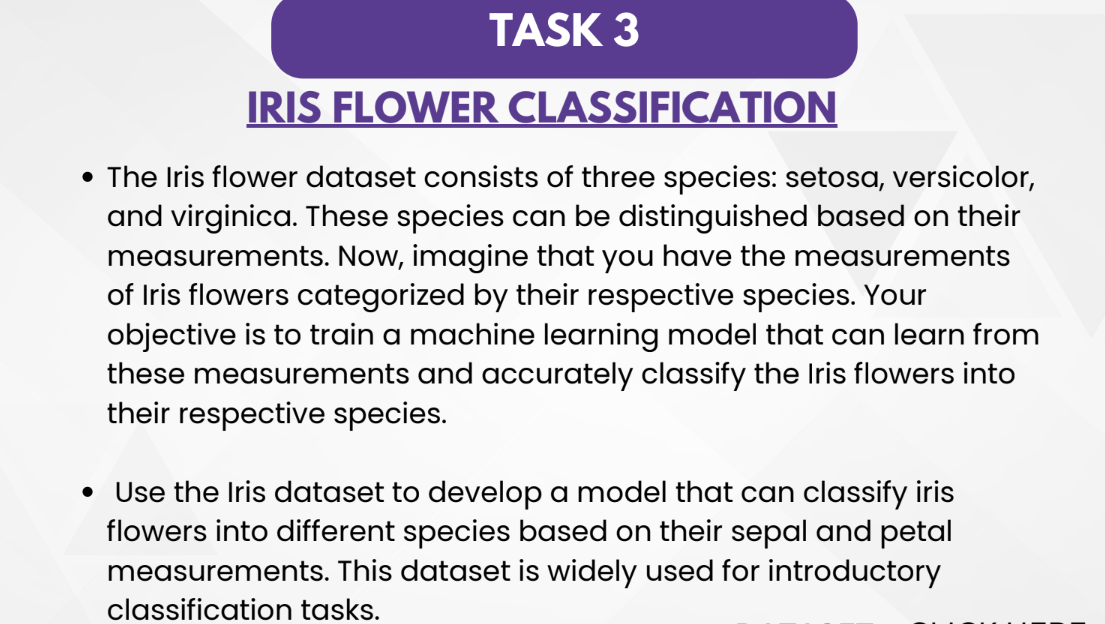 TASK 3
IRIS FLOWER CLASSIFICATION
• The Iris flower dataset consists of three species: setosa, versicolor,
and virginica. These species can be distinguished based on their
measurements. Now, imagine that you have the measurements
of Iris flowers categorized by their respective species. Your
objective is to train a machine learning model that can learn from
these measurements and accurately classify the Iris flowers into
their respective species.
• Use the Iris dataset to develop a model that can classify iris
flowers into different species based on their sepal and petal
measurements. This dataset is widely used for introductory
classification tasks.